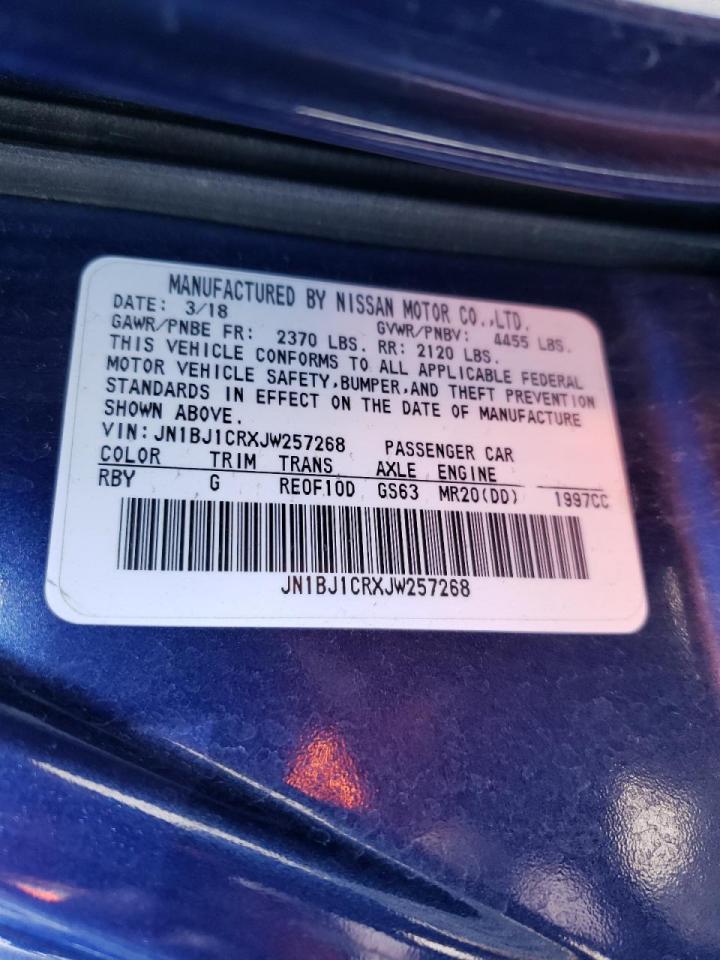 MANUFACTURED BY NISSAN MOTOR CO.,LTD.
DATE: 3/18 GVWR/PNBV: 4455 LBS.
GAWR/PNBE FR: 2370 LBS. RR: 2120 LBS.
THIS VEHICLE CONFORMS TO ALL APPLICABLE FEDERAL
MOTOR VEHICLE SAFETY,BUMPER,AND THEFT PREVENTION
STANDARDS IN EFFECT ON THE DATE OF MANUFACTURE
SHOWN ABOVE.
VIN:JN1BJ1CRXJW257268 PASSENGER CAR
COLOR TRIM TRANS AXLE ENGINE
RBY G RE0F10D GS63 MR20(DD) 1997CC
JN1BJ1CRXJW257268